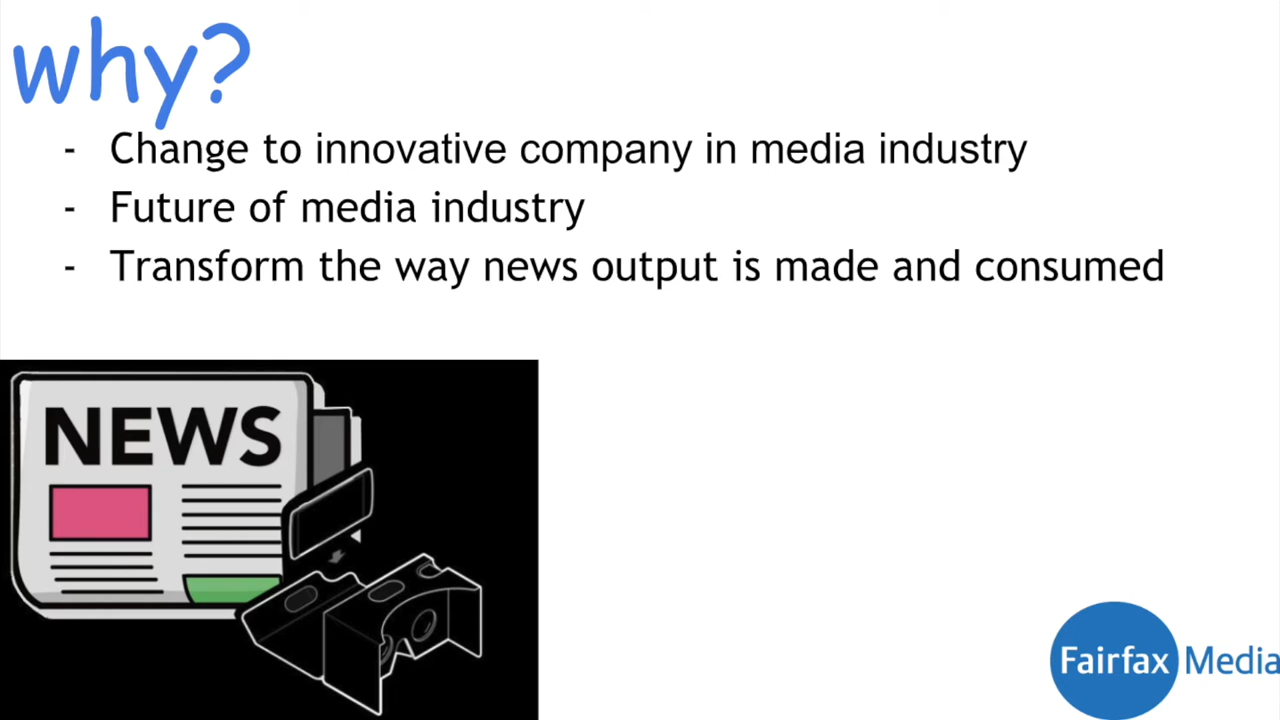 why?
- Change to innovative company in media industry
- Future of media industry
- Transform the way news output is made and consumed
NEWS
Fairfax Media